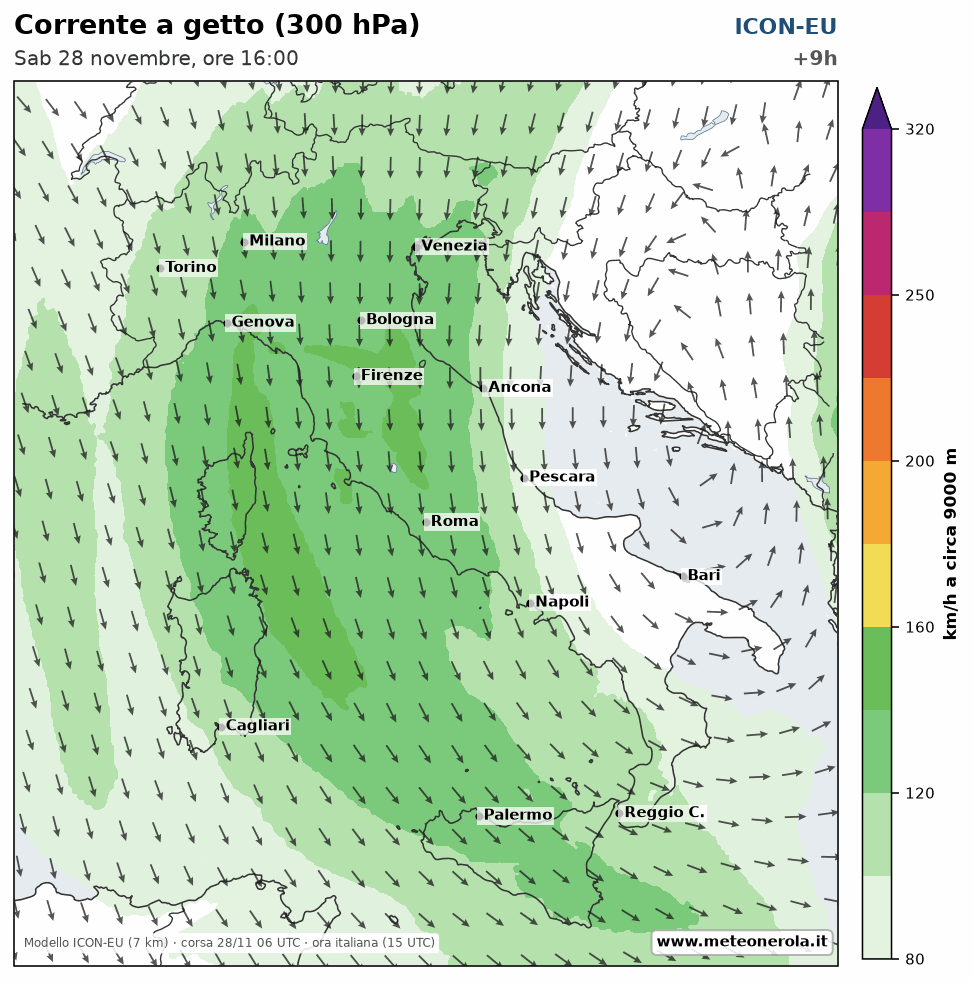 Corrente a getto (300 hPa)
ICON-EU
Sab 28 novembre, ore 16:00
+9h
320
Milano
Venezia
Torino
250
Genova
Bologna
Firenze
Ancona
200
Pescara
Roma
Bari
km/h a circa 9000 m
Napoli
160
Cagliari
120
Palermo
Reggio C.
Modello ICON-EU (7 km) · corsa 28/11 06 UTC · ora italiana (15 UTC)
www.meteonerola.it
80